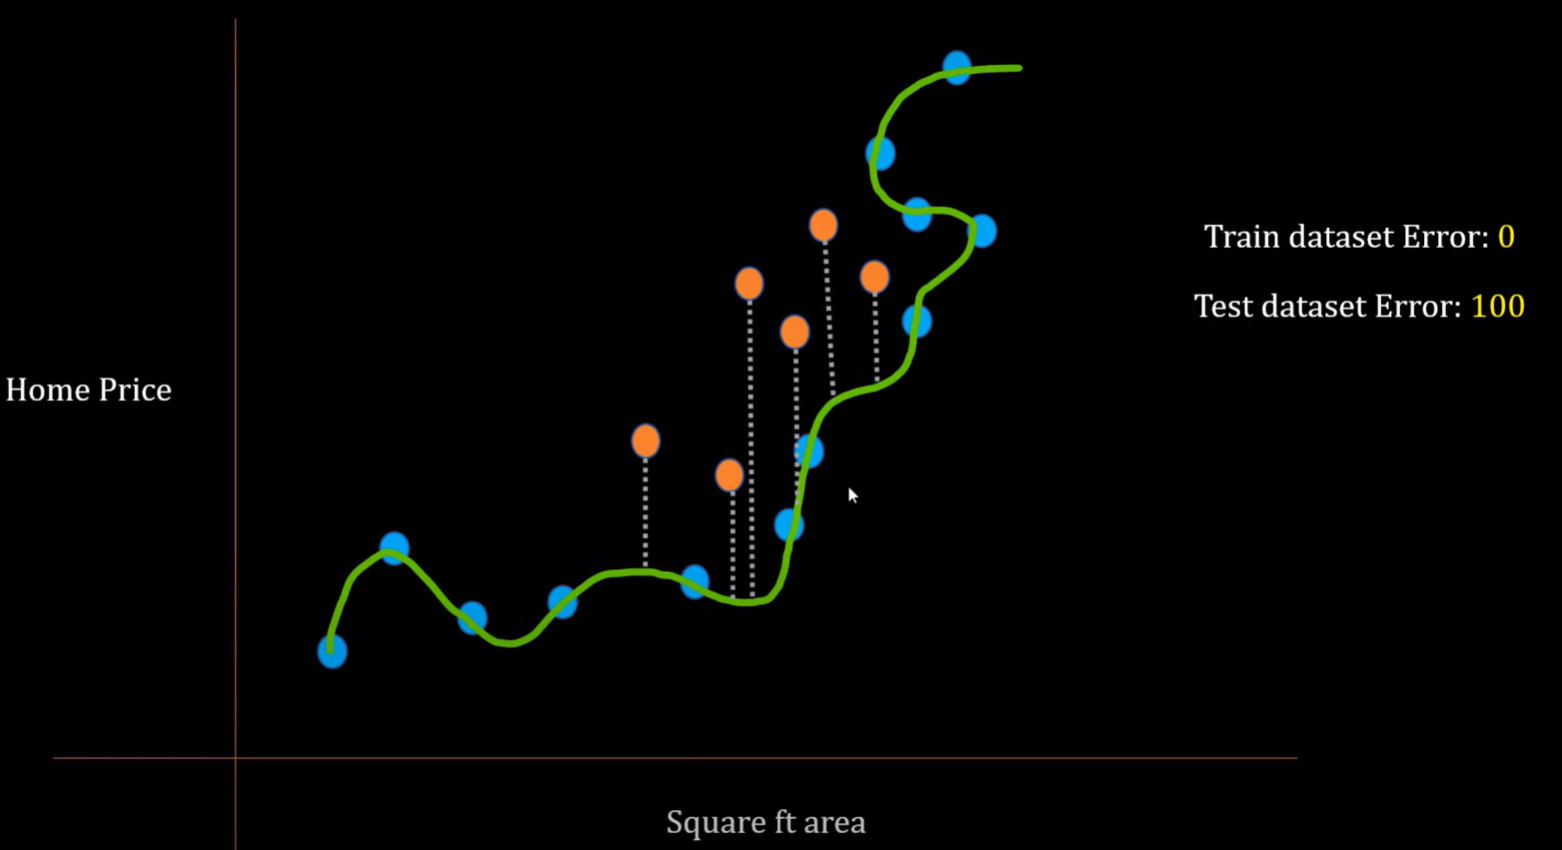 Train dataset Error: 0
Test dataset Error: 100
Home Price
Square ft area